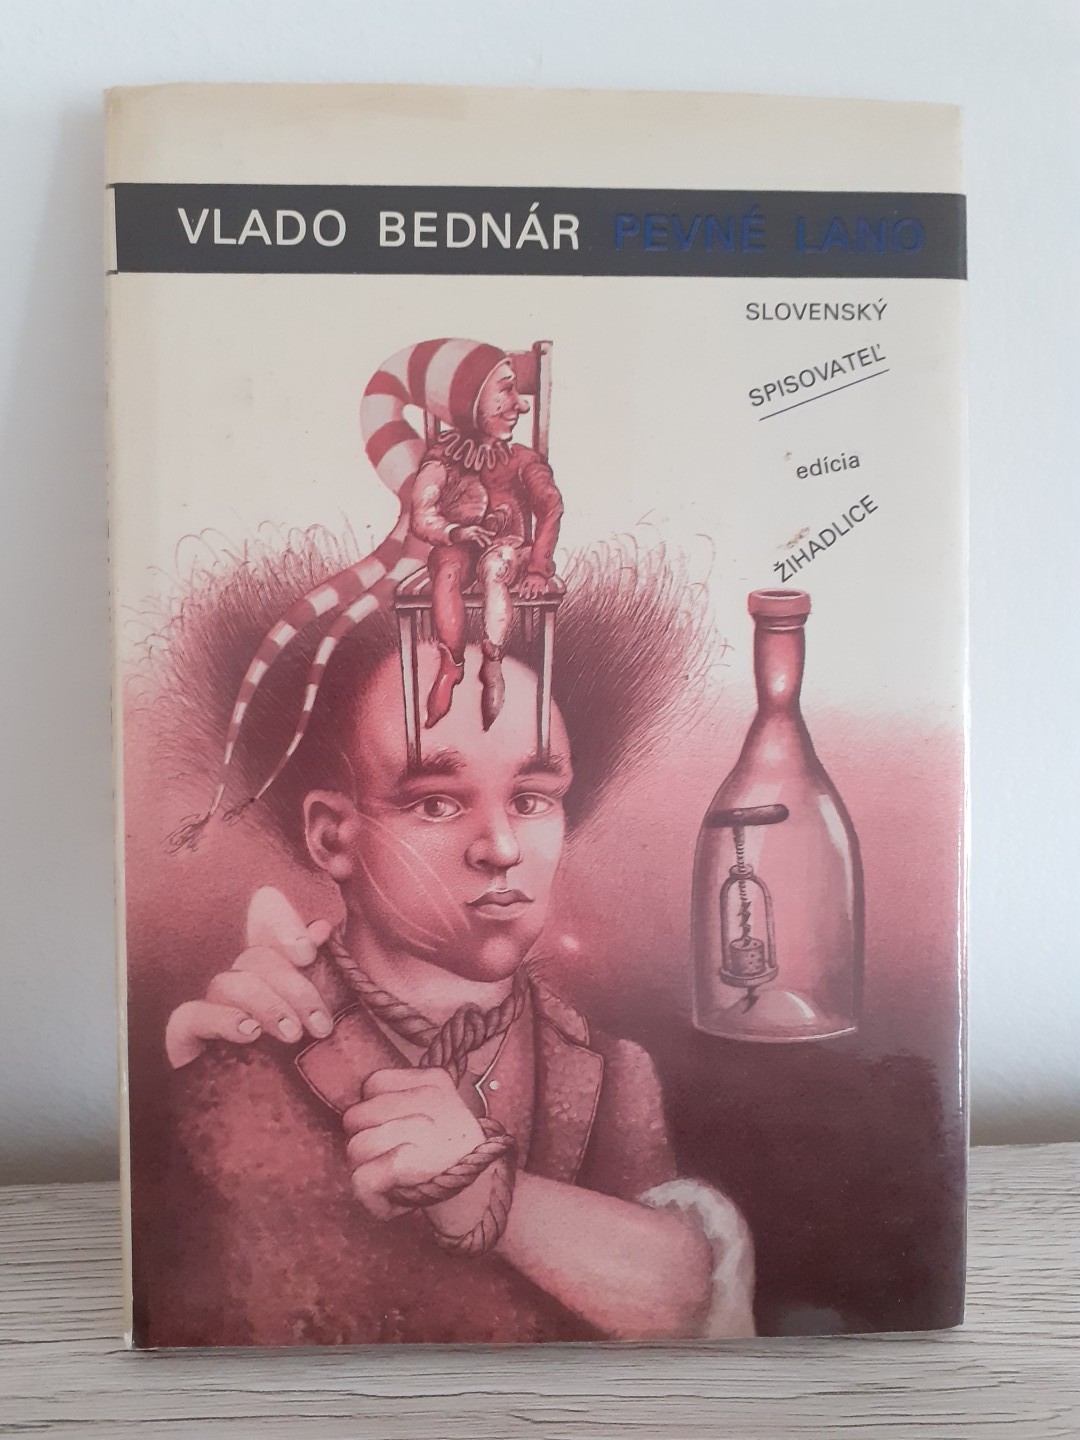 VLADO BEDNÁR PEVNÉ LANO
SLOVENSKÝ
SPISOVATEĽ
edícia
ŽIHADLICE